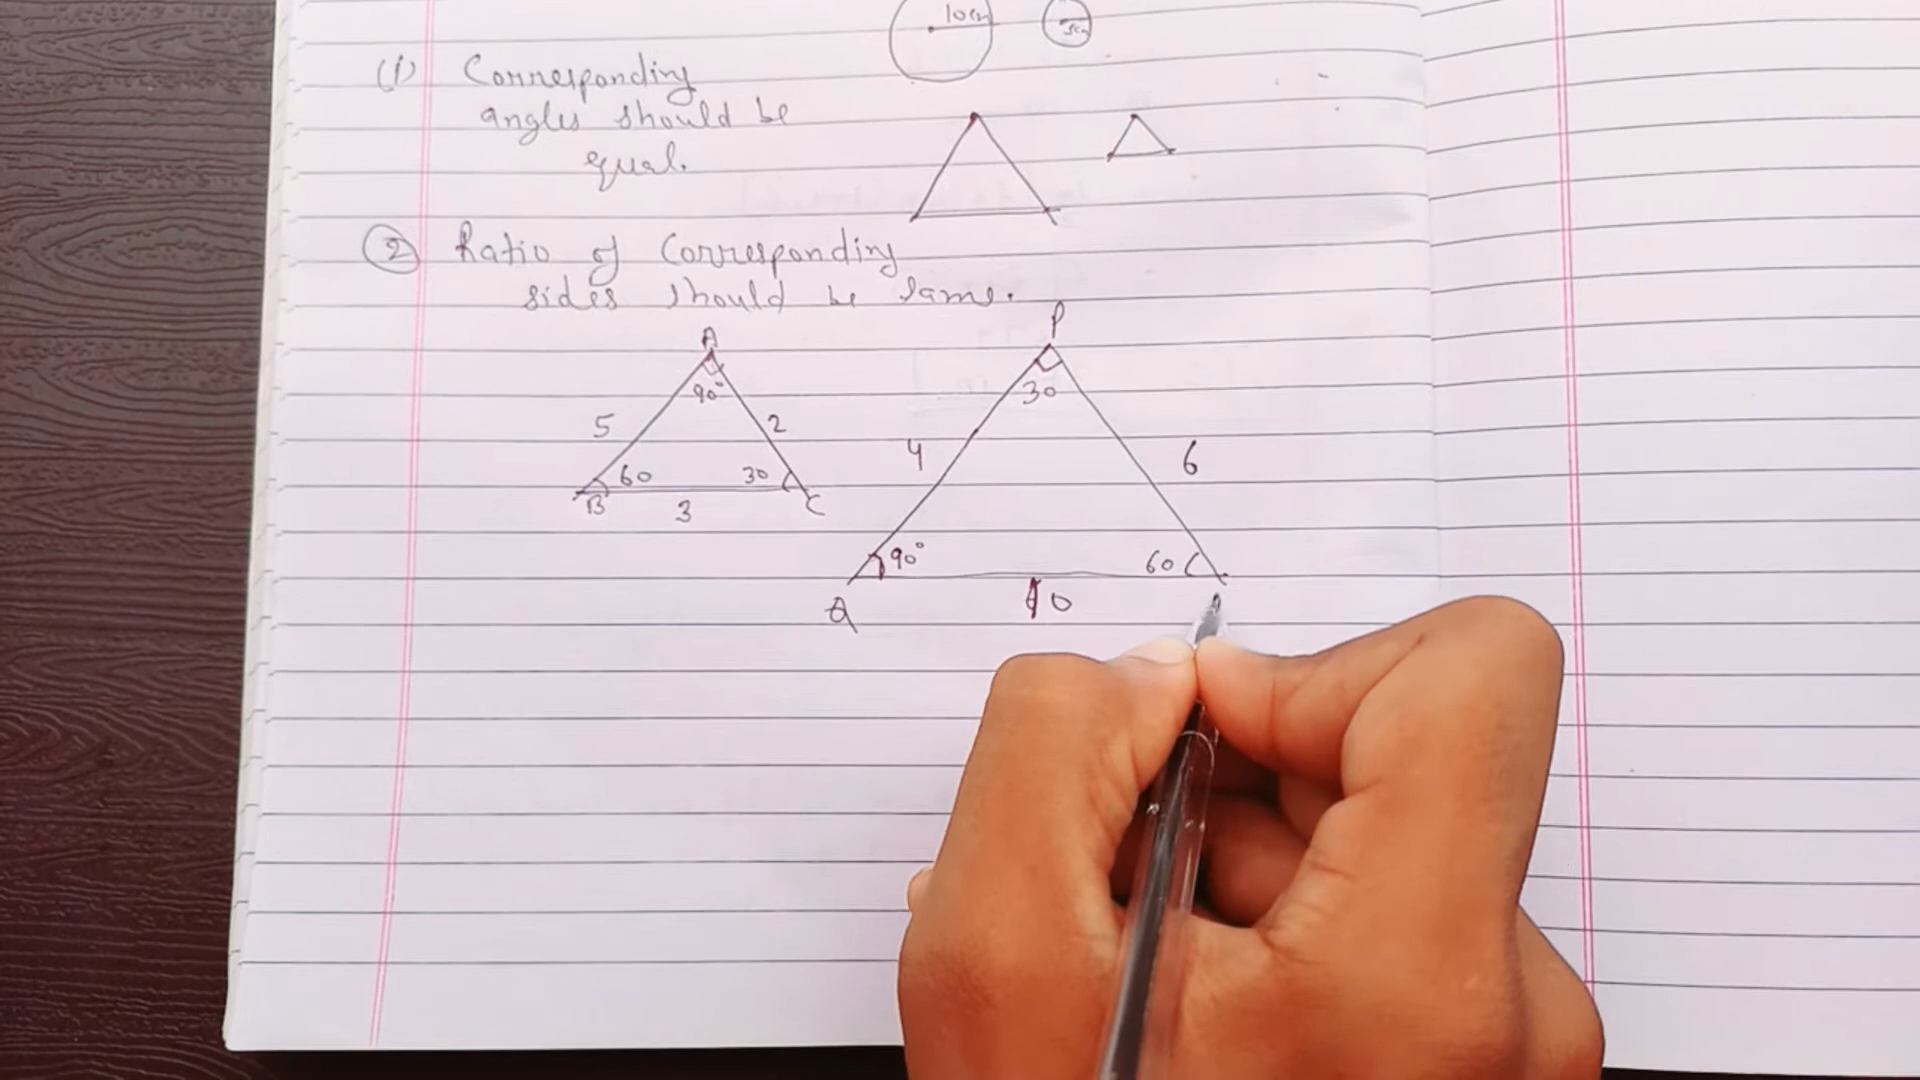 10cm
5cm
(1) Corresponding
angles should be
equal.
(2) Ratio of Corresponding
sides should be same.
A
90°
5
2
B
60
30
C
3
P
30
4
6
90°
60
Q
10